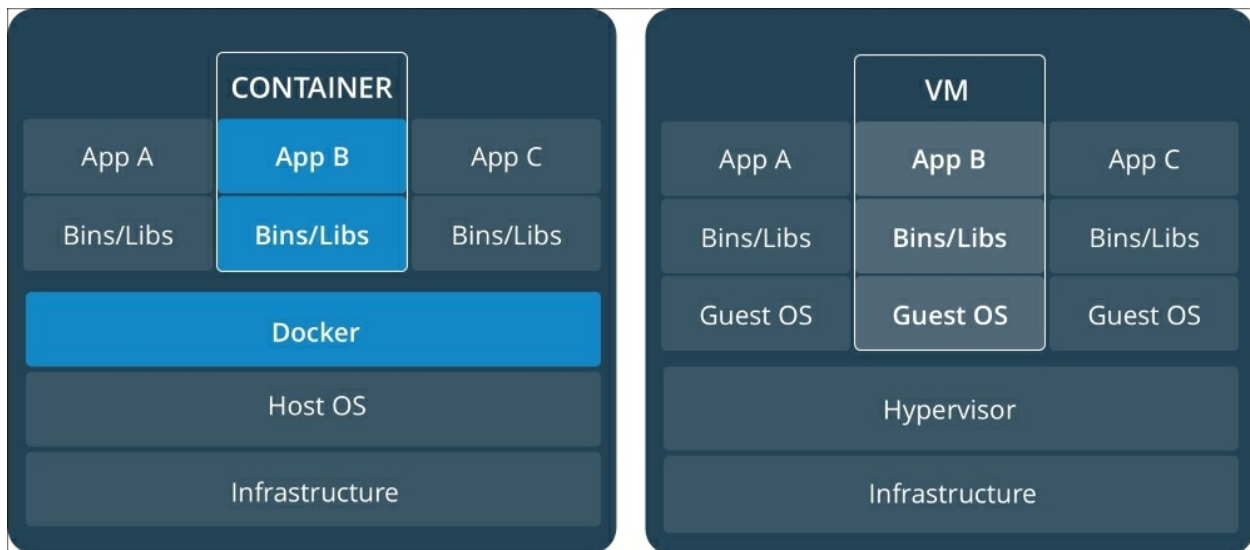 CONTAINER
App A App B App C
Bins/Libs Bins/Libs Bins/Libs
Docker
Host OS
Infrastructure
VM
App A App B App C
Bins/Libs Bins/Libs Bins/Libs
Guest OS Guest OS Guest OS
Hypervisor
Infrastructure